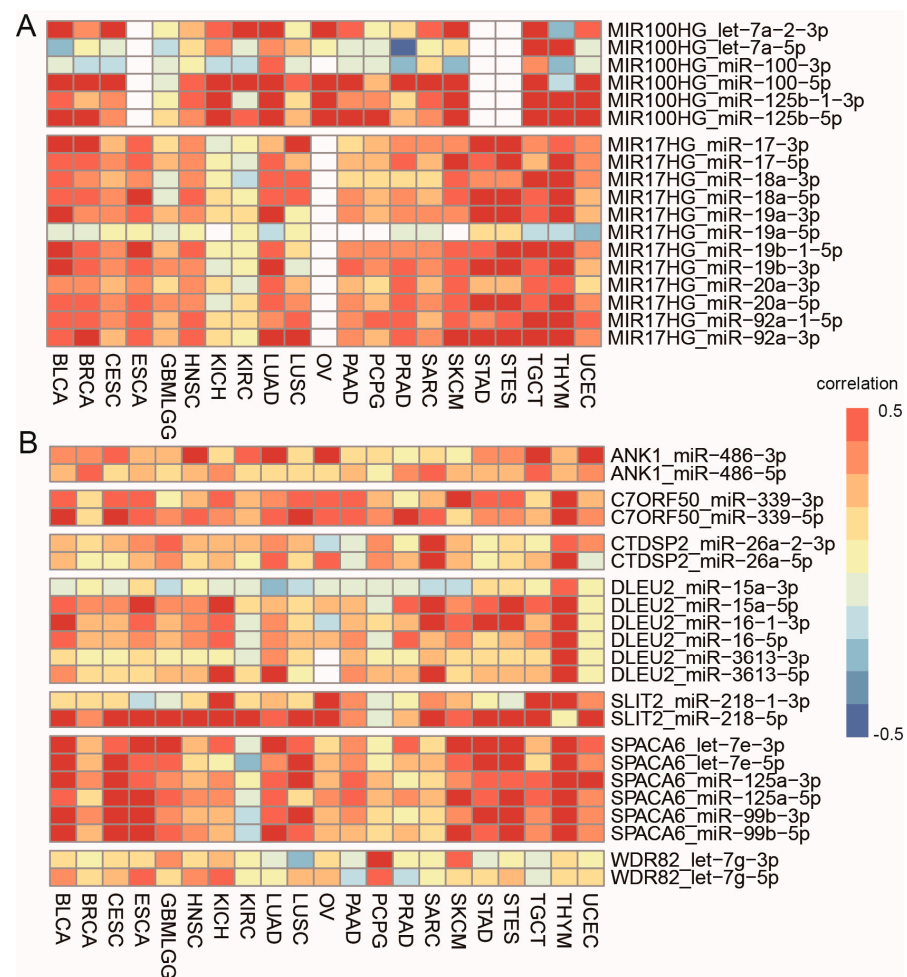 A
MIR100HG_let−7a−2−3p
MIR100HG_let−7a−5p
MIR100HG_miR−100−3p
MIR100HG_miR−100−5p
MIR100HG_miR−125b−1−3p
MIR100HG_miR−125b−5p
MIR17HG_miR−17−3p
MIR17HG_miR−17−5p
MIR17HG_miR−18a−3p
MIR17HG_miR−18a−5p
MIR17HG_miR−19a−3p
MIR17HG_miR−19a−5p
MIR17HG_miR−19b−1−5p
MIR17HG_miR−19b−3p
MIR17HG_miR−20a−3p
MIR17HG_miR−20a−5p
MIR17HG_miR−92a−1−5p
MIR17HG_miR−92a−3p
BLCA
BRCA
CESC
ESCA
GBMLGG
HNSC
KICH
KIRC
LUAD
LUSC
OV
PAAD
PCPG
PRAD
SARC
SKCM
STAD
STES
TGCT
THYM
UCEC
correlation
0.5
-0.5
B
ANK1_miR−486−3p
ANK1_miR−486−5p
C7ORF50_miR−339−3p
C7ORF50_miR−339−5p
CTDSP2_miR−26a−2−3p
CTDSP2_miR−26a−5p
DLEU2_miR−15a−3p
DLEU2_miR−15a−5p
DLEU2_miR−16−1−3p
DLEU2_miR−16−5p
DLEU2_miR−3613−3p
DLEU2_miR−3613−5p
SLIT2_miR−218−1−3p
SLIT2_miR−218−5p
SPACA6_let−7e−3p
SPACA6_let−7e−5p
SPACA6_miR−125a−3p
SPACA6_miR−125a−5p
SPACA6_miR−99b−3p
SPACA6_miR−99b−5p
WDR82_let−7g−3p
WDR82_let−7g−5p
BLCA
BRCA
CESC
ESCA
GBMLGG
HNSC
KICH
KIRC
LUAD
LUSC
OV
PAAD
PCPG
PRAD
SARC
SKCM
STAD
STES
TGCT
THYM
UCEC